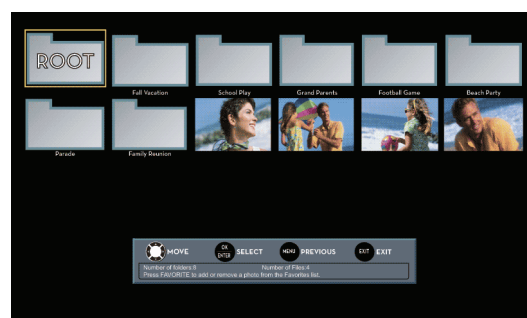 ROOT
Fall Vacation School Play Grand Parents Football Game Beach Party
Parade Family Reunion
MOVE OK ENTER SELECT MENU PREVIOUS EXIT EXIT
Number of folders:8 Number of Files:4
Press FAVORITE to add or remove a photo from the Favorites list.